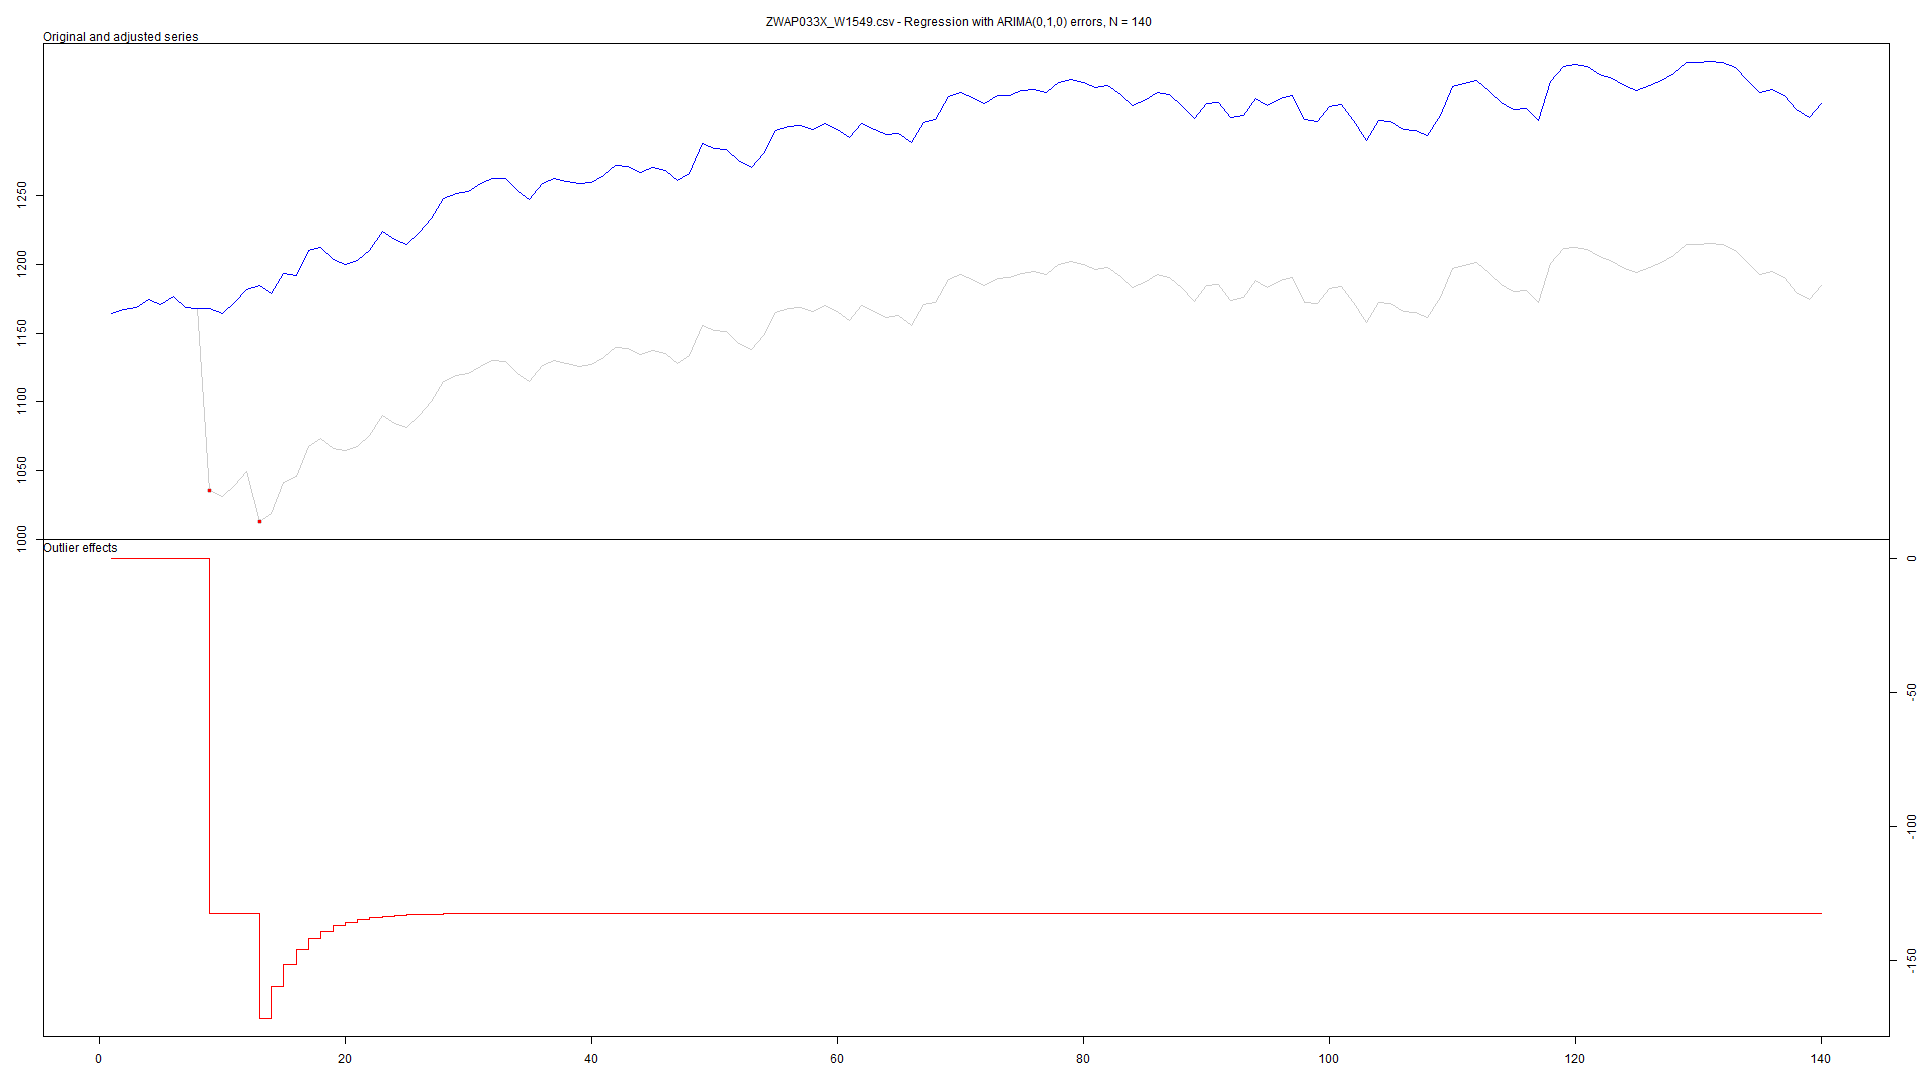 ZWAP033X_W1549.csv - Regression with ARIMA(0,1,0) errors, N = 140
Original and adjusted series
1250
1200
1150
1100
1050
1000
Outlier effects
0
-50
-100
-150
0 20 40 60 80 100 120 140